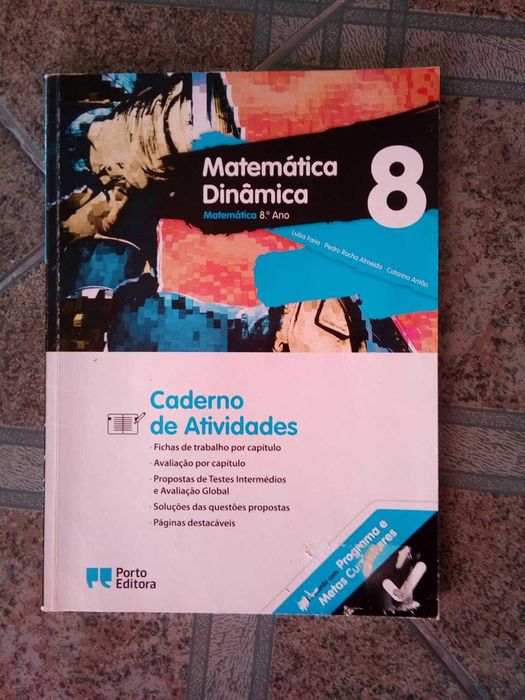 Matemática
Dinâmica
8
Matemática 8.º Ano
Luísa Faria · Pedro Rocha Almeida · Catarina Antão
Caderno
de Atividades
· Fichas de trabalho por capítulo
· Avaliação por capítulo
· Propostas de Testes Intermédios
e Avaliação Global
· Soluções das questões propostas
· Páginas destacáveis
Porto
Editora
com Programa e
Metas